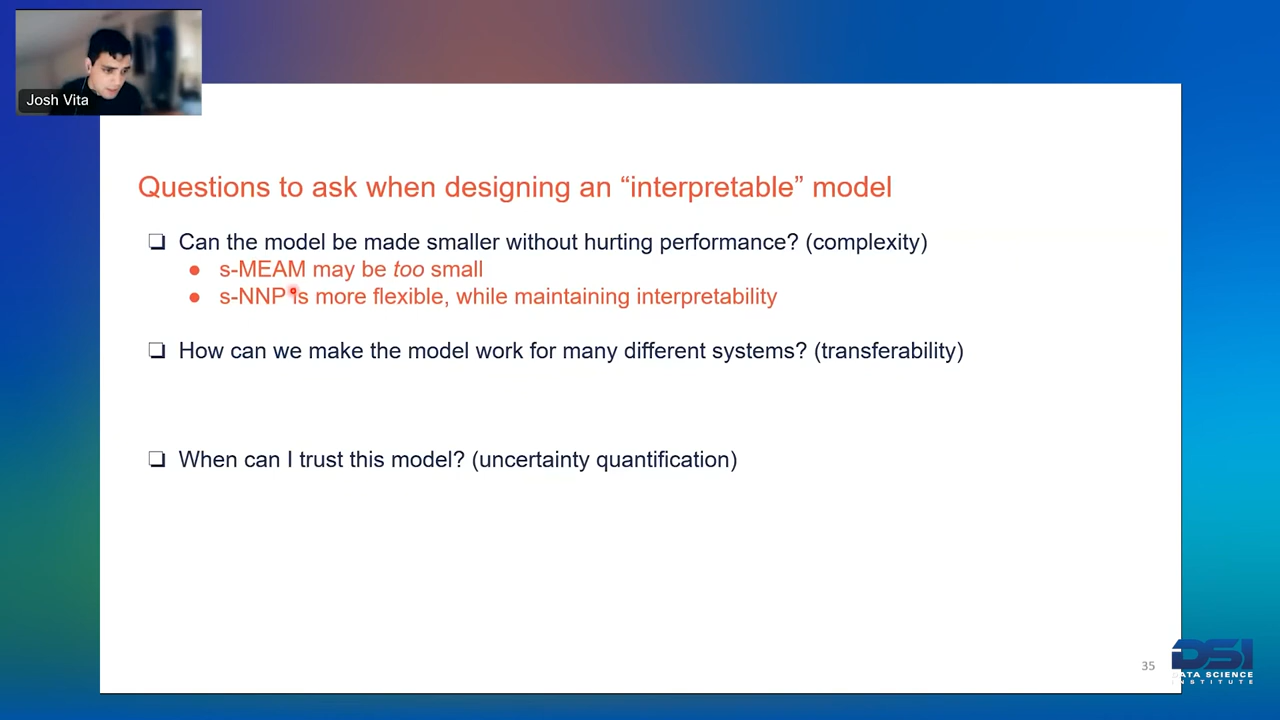 Josh Vita
Questions to ask when designing an “interpretable” model
Can the model be made smaller without hurting performance? (complexity)
s-MEAM may be too small
s-NNP is more flexible, while maintaining interpretability
How can we make the model work for many different systems? (transferability)
When can I trust this model? (uncertainty quantification)
35
DSI
DATA SCIENCE
INSTITUTE